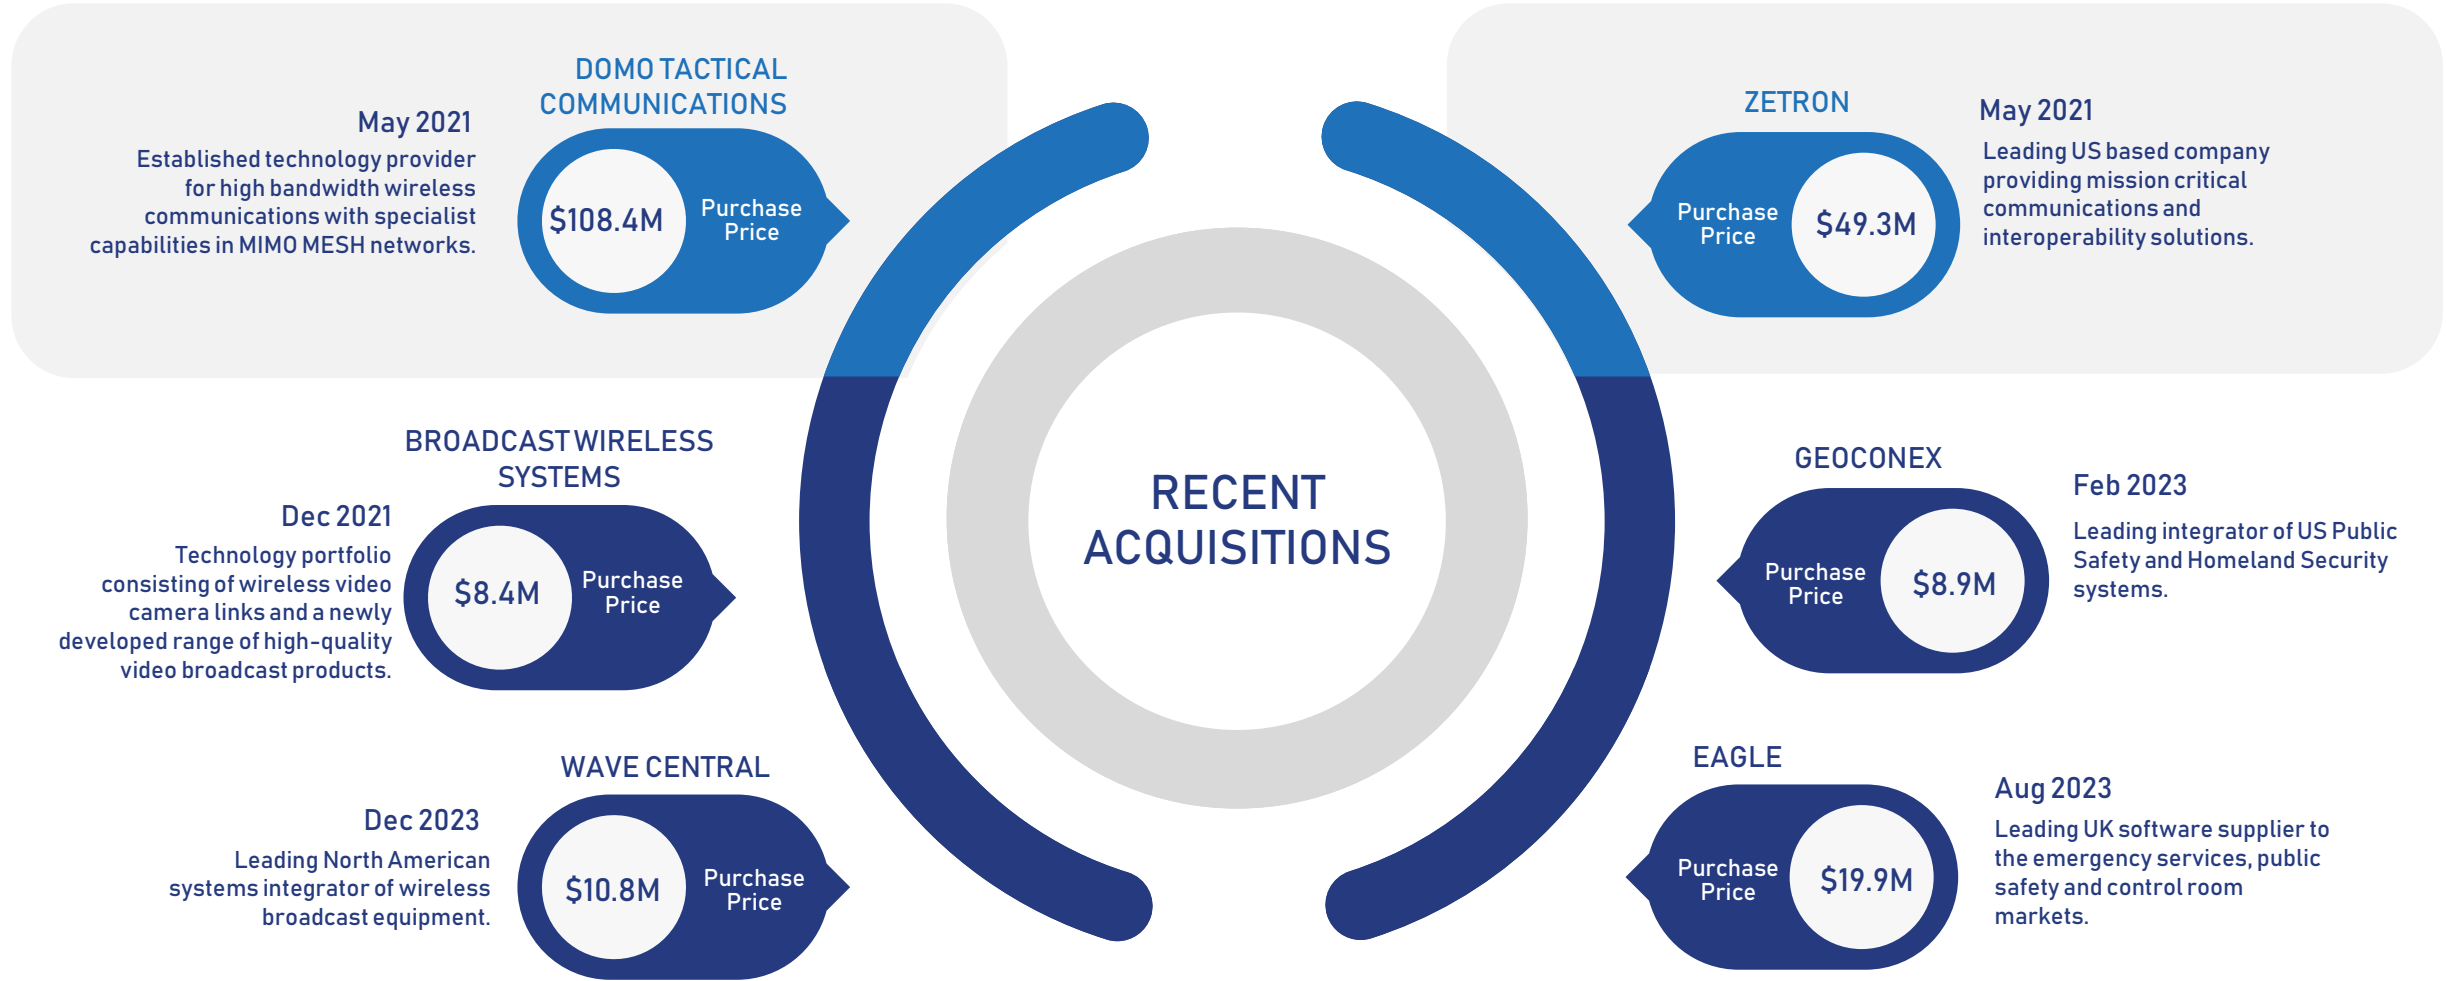 DOMO TACTICAL
COMMUNICATIONS
May 2021
Established technology provider
for high bandwidth wireless
communications with specialist
capabilities in MIMO MESH networks.
$108.4M
Purchase
Price
ZETRON
May 2021
Leading US based company
providing mission critical
communications and
interoperability solutions.
Purchase
Price
$49.3M
BROADCAST WIRELESS
SYSTEMS
Dec 2021
Technology portfolio
consisting of wireless video
camera links and a newly
developed range of high-quality
video broadcast products.
$8.4M
Purchase
Price
RECENT
ACQUISITIONS
GEOCONEX
Feb 2023
Leading integrator of US Public
Safety and Homeland Security
systems.
Purchase
Price
$8.9M
WAVE CENTRAL
Dec 2023
Leading North American
systems integrator of wireless
broadcast equipment.
$10.8M
Purchase
Price
EAGLE
Aug 2023
Leading UK software supplier to
the emergency services, public
safety and control room
markets.
Purchase
Price
$19.9M